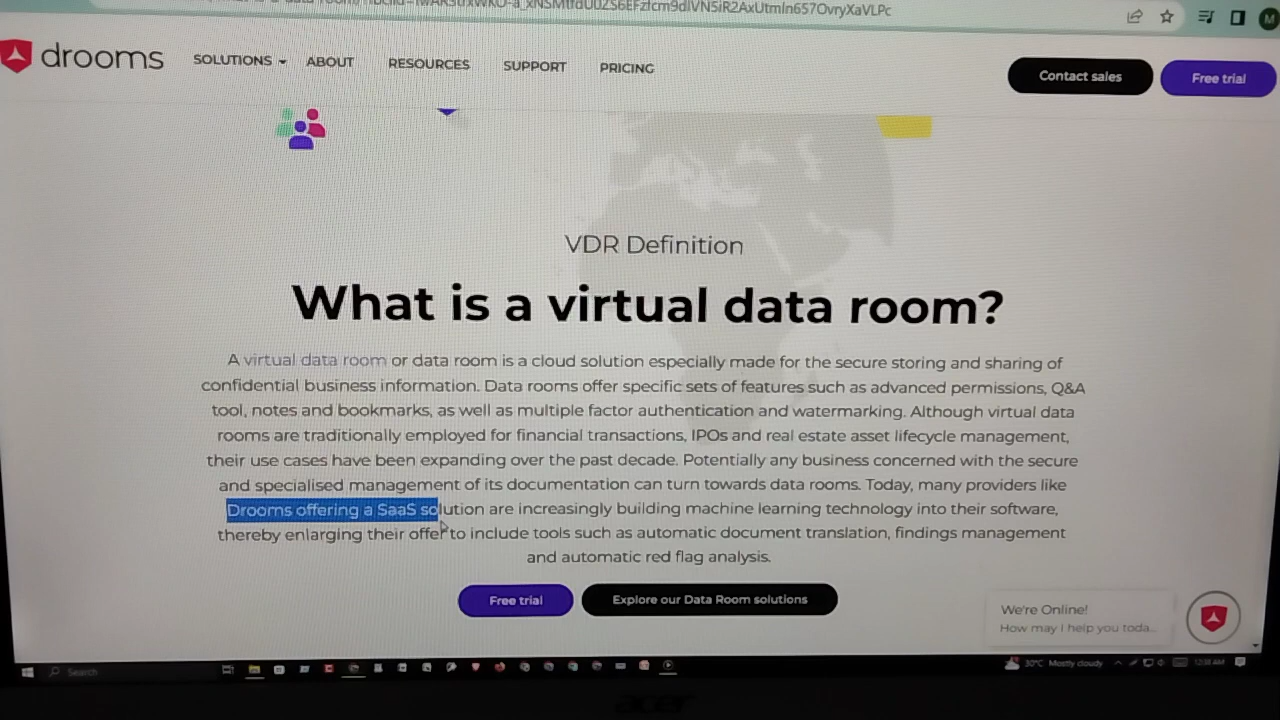 drooms
SOLUTIONS ABOUT RESOURCES SUPPORT PRICING
Contact sales
Free trial
VDR Definition
What is a virtual data room?
A virtual data room or data room is a cloud solution especially made for the secure storing and sharing of
confidential business information. Data rooms offer specific sets of features such as advanced permissions, Q&A
tool, notes and bookmarks, as well as multiple factor authentication and watermarking. Although virtual data
rooms are traditionally employed for financial transactions, IPOs and real estate asset lifecycle management,
their use cases have been expanding over the past decade. Potentially any business concerned with the secure
and specialised management of its documentation can turn towards data rooms. Today, many providers like
Drooms offering a SaaS solution are increasingly building machine learning technology into their software,
thereby enlarging their offer to include tools such as automatic document translation, findings management
and automatic red flag analysis.
Free trial
Explore our Data Room solutions
We're Online!
How may I help you toda...
Search
30°C Mostly cloudy
12:38 AM
acer